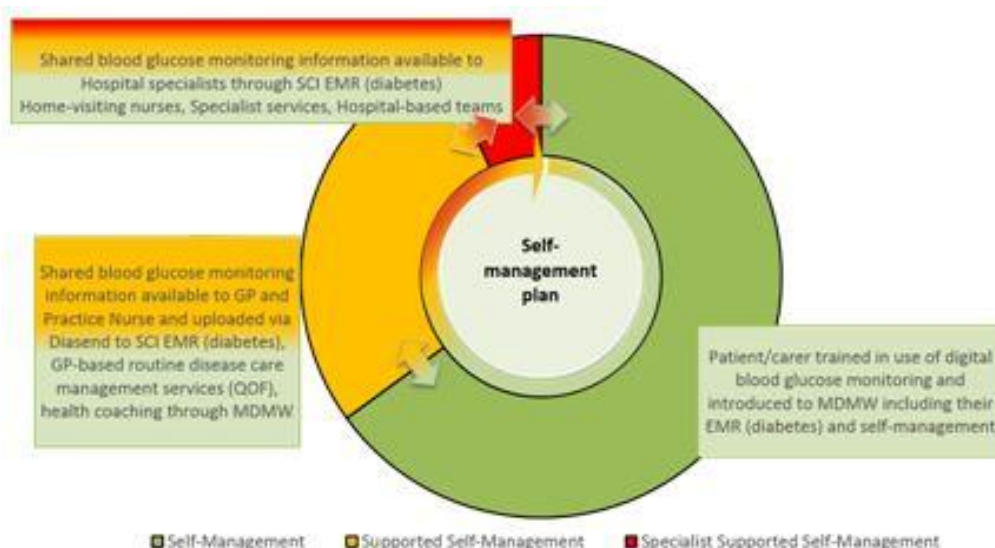 Shared blood glucose monitoring information available to
Hospital specialists through SCI EMR (diabetes)
Home-visiting nurses, Specialist services, Hospital-based teams
Self-
management
plan
Shared blood glucose monitoring
information available to GP and
Practice Nurse and uploaded via
Diasend to SCI EMR (diabetes),
GP-based routine disease care
management services (QOF),
health coaching through MDMW
Patient/carer trained in use of digital
blood glucose monitoring and
introduced to MDMW including their
EMR (diabetes) and self-management
Self-Management
Supported Self-Management
Specialist Supported Self-Management